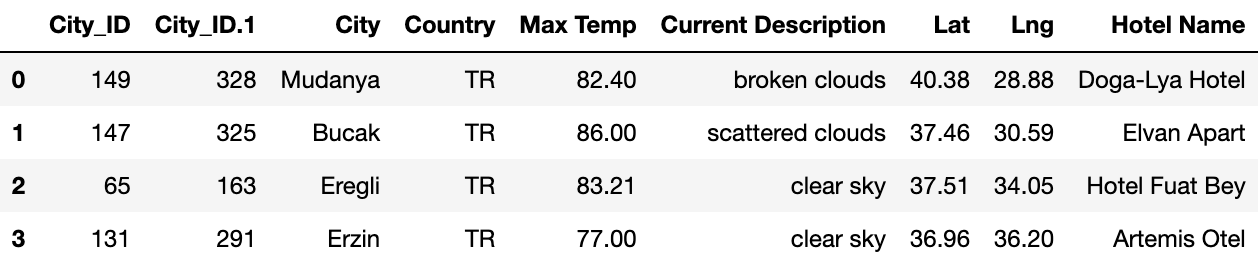 City_ID City_ID.1 City Country Max Temp Current Description Lat Lng Hotel Name
0 149 328 Mudanya TR 82.40 broken clouds 40.38 28.88 Doga-Lya Hotel
1 147 325 Bucak TR 86.00 scattered clouds 37.46 30.59 Elvan Apart
2 65 163 Eregli TR 83.21 clear sky 37.51 34.05 Hotel Fuat Bey
3 131 291 Erzin TR 77.00 clear sky 36.96 36.20 Artemis Otel